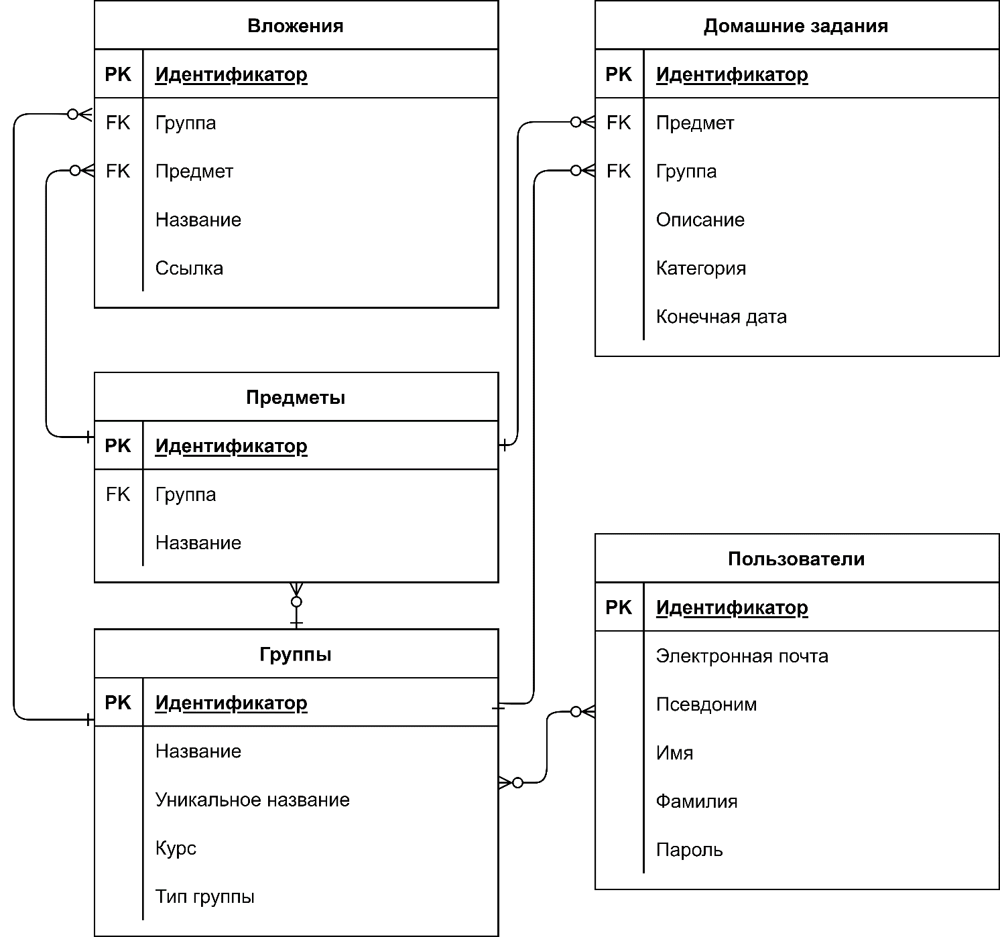 Вложения
PK Идентификатор
FK Группа
FK Предмет
Название
Ссылка
Домашние задания
PK Идентификатор
FK Предмет
FK Группа
Описание
Категория
Конечная дата
Предметы
PK Идентификатор
FK Группа
Название
Группы
PK Идентификатор
Название
Уникальное название
Курс
Тип группы
Пользователи
PK Идентификатор
Электронная почта
Псевдоним
Имя
Фамилия
Пароль